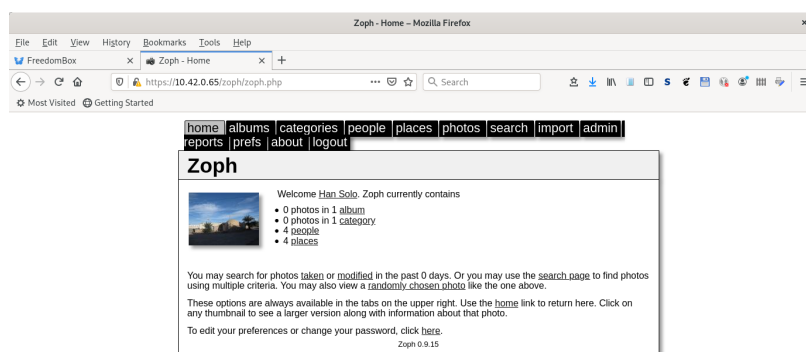 Zoph - Home – Mozilla Firefox
File Edit View History Bookmarks Tools Help
FreedomBox × Zoph - Home × +
https://10.42.0.65/zoph/zoph.php ••• Search
Most Visited Getting Started
home albums categories people places photos search import admin
reports prefs about logout
Zoph
Welcome Han Solo. Zoph currently contains
• 0 photos in 1 album
• 0 photos in 1 category
• 4 people
• 4 places
You may search for photos taken or modified in the past 0 days. Or you may use the search page to find photos
using multiple criteria. You may also view a randomly chosen photo like the one above.
These options are always available in the tabs on the upper right. Use the home link to return here. Click on
any thumbnail to see a larger version along with information about that photo.
To edit your preferences or change your password, click here.
Zoph 0.9.15